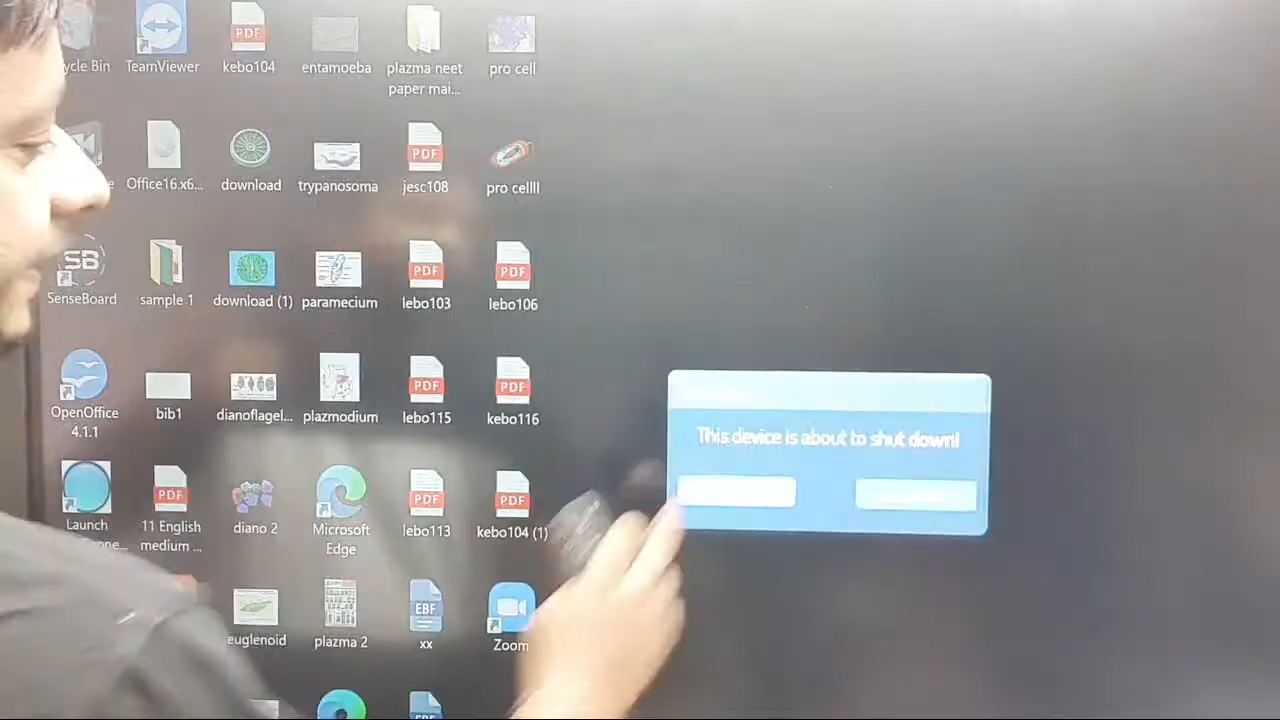 ycle Bin
TeamViewer
PDF
kebo104
entamoeba
plazma neet
paper mai...
pro cell
e
Office16.x6...
download
trypanosoma
PDF
jesc108
pro cellll
SB
SenseBoard
sample 1
download (1)
paramecium
PDF
lebo103
PDF
lebo106
OpenOffice
4.1.1
bib1
dianoflagel...
plazmodium
PDF
lebo115
PDF
kebo116
This device is about to shut down!
Launch
ne...
PDF
11 English
medium ...
diano 2
Microsoft
Edge
PDF
lebo113
PDF
kebo104 (1)
euglenoid
plazma 2
EBF
xx
Zoom
EBF